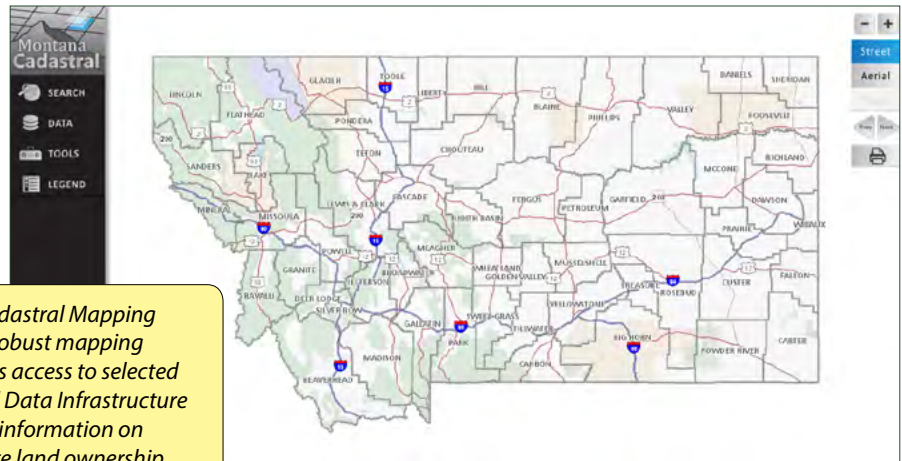 Montana
Cadastral
SEARCH
DATA
TOOLS
LEGEND
Street
Aerial
LINCOLN
FLATHEAD
GLACIER
TOOLE
HILL
BLAINE
PHILLIPS
VALLEY
DANIELS
SHERIDAN
ROOSEVELT
PONDERA
TETON
CHOUTEAU
SANDERS
LAKE
MCCONE
RICHLAND
MINERAL
MISSOULA
LEWIS & CLARK
CASCADE
JUDITH BASIN
FERGUS
PETROLEUM
GARFIELD
DAWSON
PRAIRIE
WIBAUX
POWELL
GRANITE
JEFFERSON
BROADWATER
MEAGHER
WHEATLAND
GOLDEN VALLEY
MUSSELSHELL
TREASURE
ROSEBUD
CUSTER
FALLON
RAVALLI
DEER LODGE
SILVER BOW
GALLATIN
PARK
SWEET GRASS
STILLWATER
YELLOWSTONE
BIG HORN
POWDER RIVER
CARTER
BEAVERHEAD
MADISON
CARBON
dastral Mapping
obust mapping
s access to selected
Data Infrastructure
information on
e land ownership